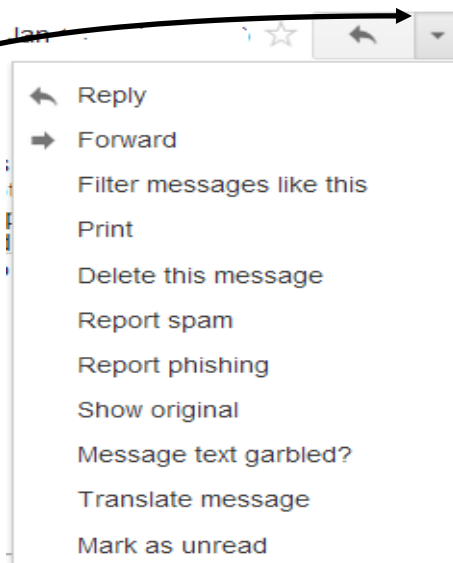 Jan
Reply
Forward
Filter messages like this
Print
Delete this message
Report spam
Report phishing
Show original
Message text garbled?
Translate message
Mark as unread